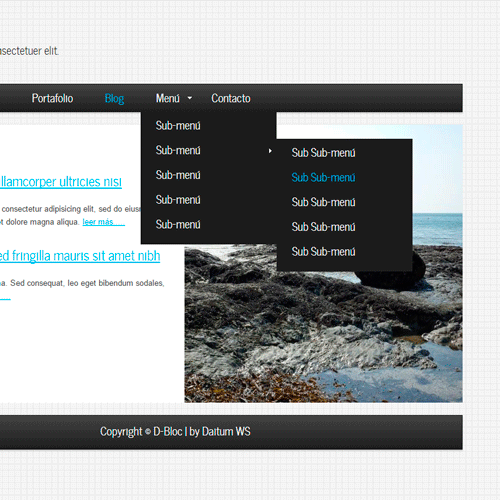 nsectetuer elit.
Portafolio Blog Menú Contacto
Sub-menú
Sub-menú
Sub-menú
Sub-menú
Sub-menú
Sub Sub-menú
Sub Sub-menú
Sub Sub-menú
Sub Sub-menú
Sub Sub-menú
llamcorper ultricies nisi
consectetur adipisicing elit, sed do eiusm
t dolore magna aliqua. leer más......
ed fringilla mauris sit amet nibh
na. Sed consequat, leo eget bibendum sodales,
Copyright © D-Bloc | by Daitum WS